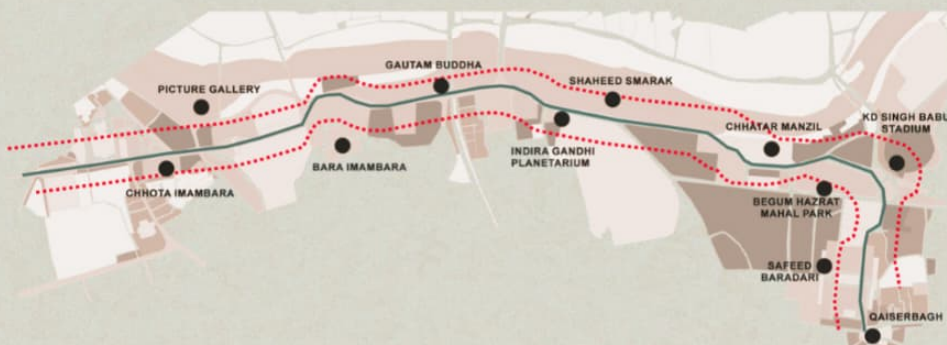 GAUTAM BUDDHA
SHAHEED SMARAK
PICTURE GALLERY
CHHATAR MANZIL
KD SINGH BABU
STADIUM
INDIRA GANDHI
PLANETARIUM
BARA IMAMBARA
CHHOTA IMAMBARA
BEGUM HAZRAT
MAHAL PARK
SAFEED
BARADARI
QAISERBAGH